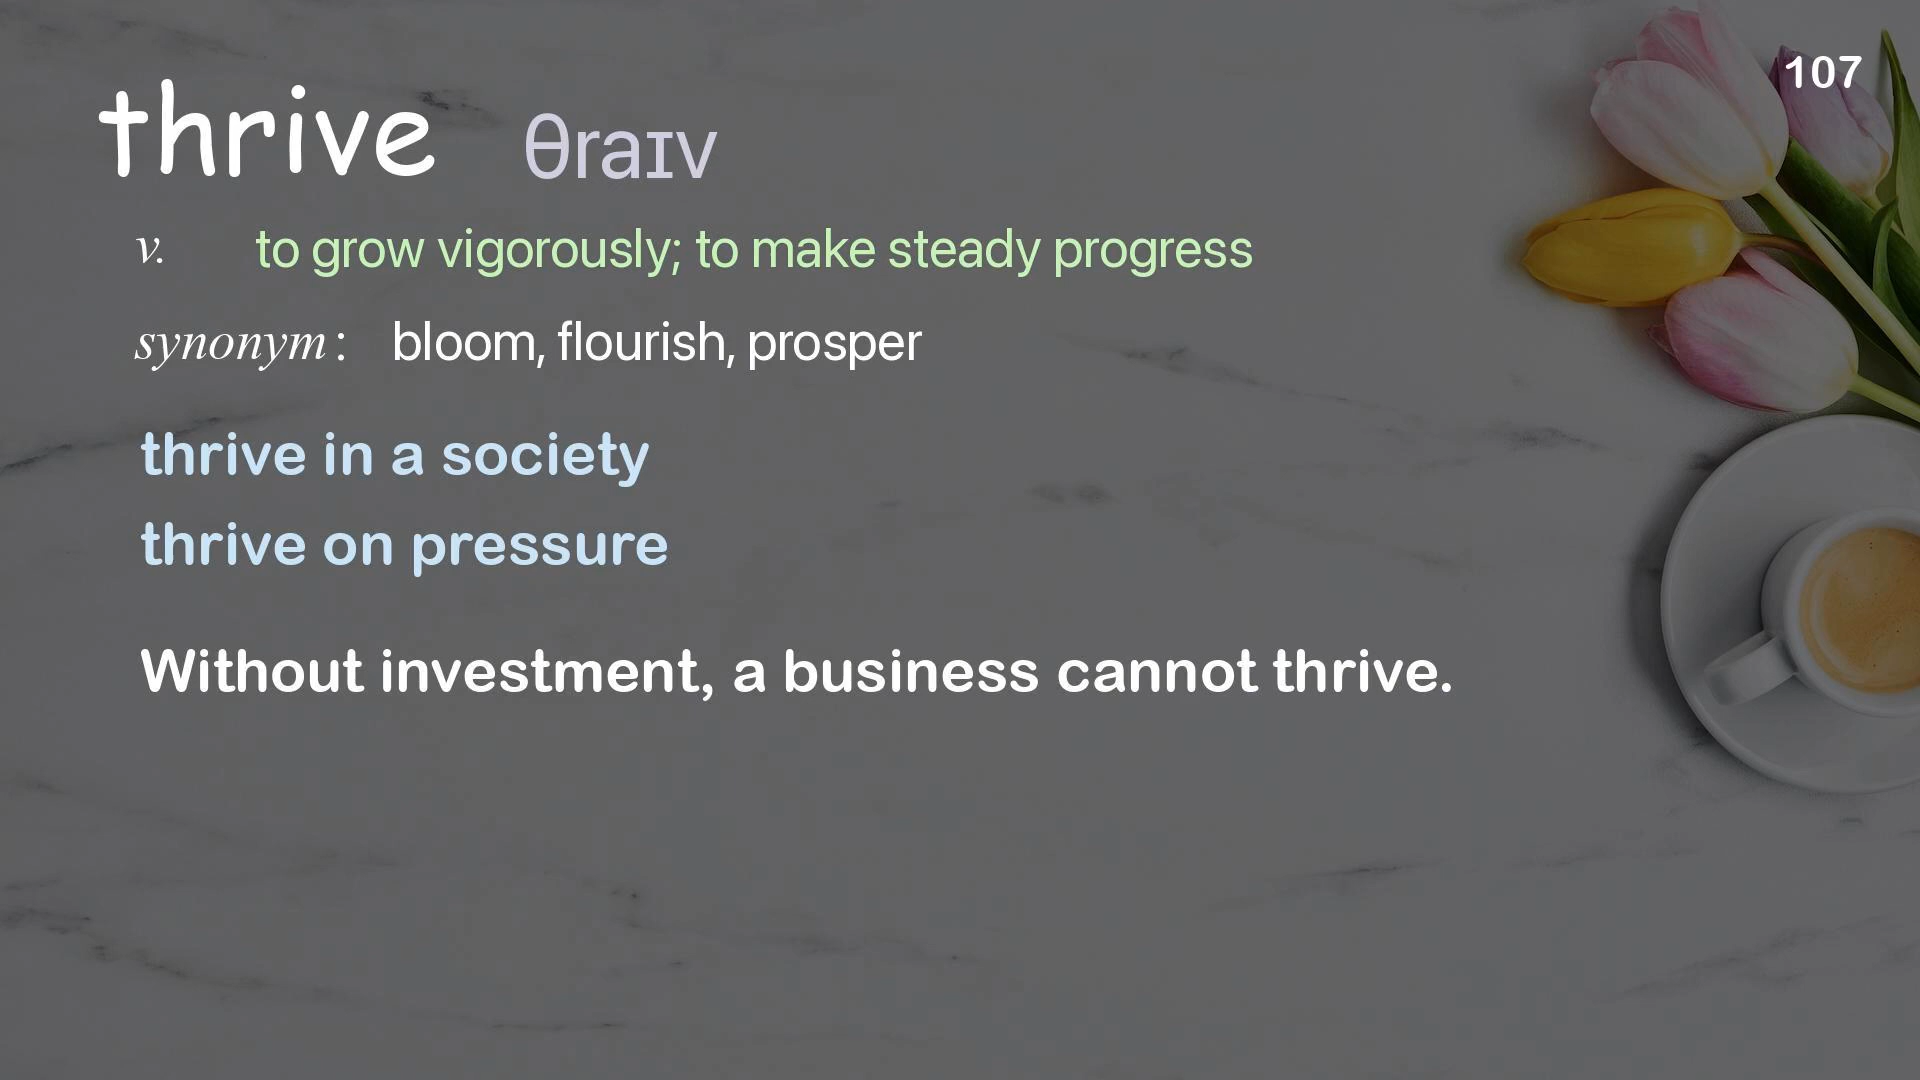 107
thrive θraɪv
v. to grow vigorously; to make steady progress
synonym : bloom, flourish, prosper
thrive in a society
thrive on pressure
Without investment, a business cannot thrive.